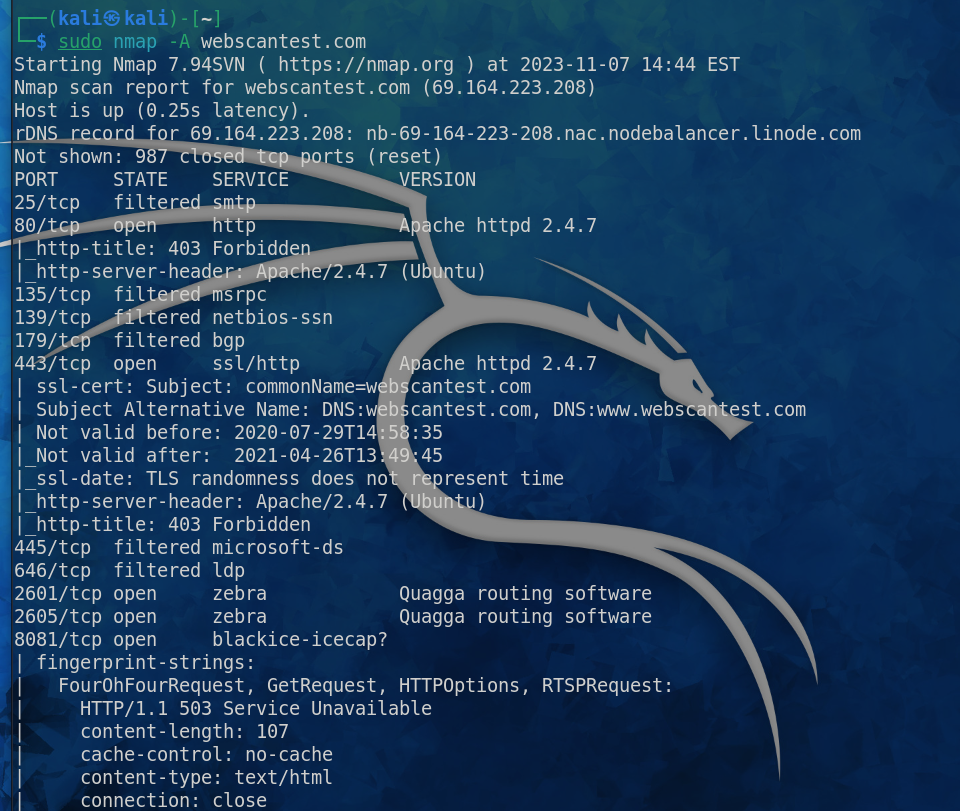 ┌──(kali㉿kali)-[~]
└─$ sudo nmap -A webscantest.com
Starting Nmap 7.94SVN ( https://nmap.org ) at 2023-11-07 14:44 EST
Nmap scan report for webscantest.com (69.164.223.208)
Host is up (0.25s latency).
rDNS record for 69.164.223.208: nb-69-164-223-208.nac.nodebalancer.linode.com
Not shown: 987 closed tcp ports (reset)
PORT     STATE    SERVICE          VERSION
25/tcp   filtered smtp
80/tcp   open     http             Apache httpd 2.4.7
|_http-title: 403 Forbidden
|_http-server-header: Apache/2.4.7 (Ubuntu)
135/tcp  filtered msrpc
139/tcp  filtered netbios-ssn
179/tcp  filtered bgp
443/tcp  open     ssl/http         Apache httpd 2.4.7
| ssl-cert: Subject: commonName=webscantest.com
| Subject Alternative Name: DNS:webscantest.com, DNS:www.webscantest.com
| Not valid before: 2020-07-29T14:58:35
|_Not valid after:  2021-04-26T13:49:45
|_ssl-date: TLS randomness does not represent time
|_http-server-header: Apache/2.4.7 (Ubuntu)
|_http-title: 403 Forbidden
445/tcp  filtered microsoft-ds
646/tcp  filtered ldp
2601/tcp open     zebra            Quagga routing software
2605/tcp open     zebra            Quagga routing software
8081/tcp open     blackice-icecap?
| fingerprint-strings:
|   FourOhFourRequest, GetRequest, HTTPOptions, RTSPRequest:
|     HTTP/1.1 503 Service Unavailable
|     content-length: 107
|     cache-control: no-cache
|     content-type: text/html
|     connection: close